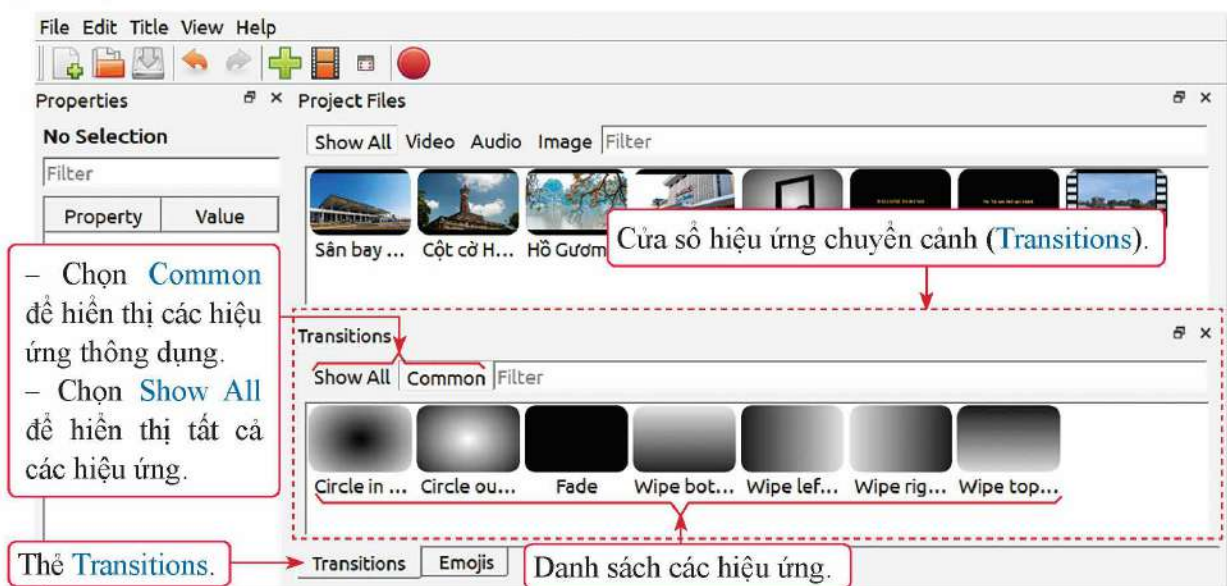 File Edit Title View Help
Properties
Project Files
No Selection
Show All Video Audio Image Filter
Filter
Property Value
Sân bay ... Cột cờ H... Hồ Gươm
Cửa sổ hiệu ứng chuyển cảnh (Transitions).
– Chọn Common
để hiển thị các hiệu
ứng thông dụng.
– Chọn Show All
để hiển thị tất cả
các hiệu ứng.
Transitions
Show All Common Filter
Circle in ... Circle ou... Fade Wipe bot... Wipe lef... Wipe rig... Wipe top...
Thẻ Transitions.
Transitions Emojis
Danh sách các hiệu ứng.